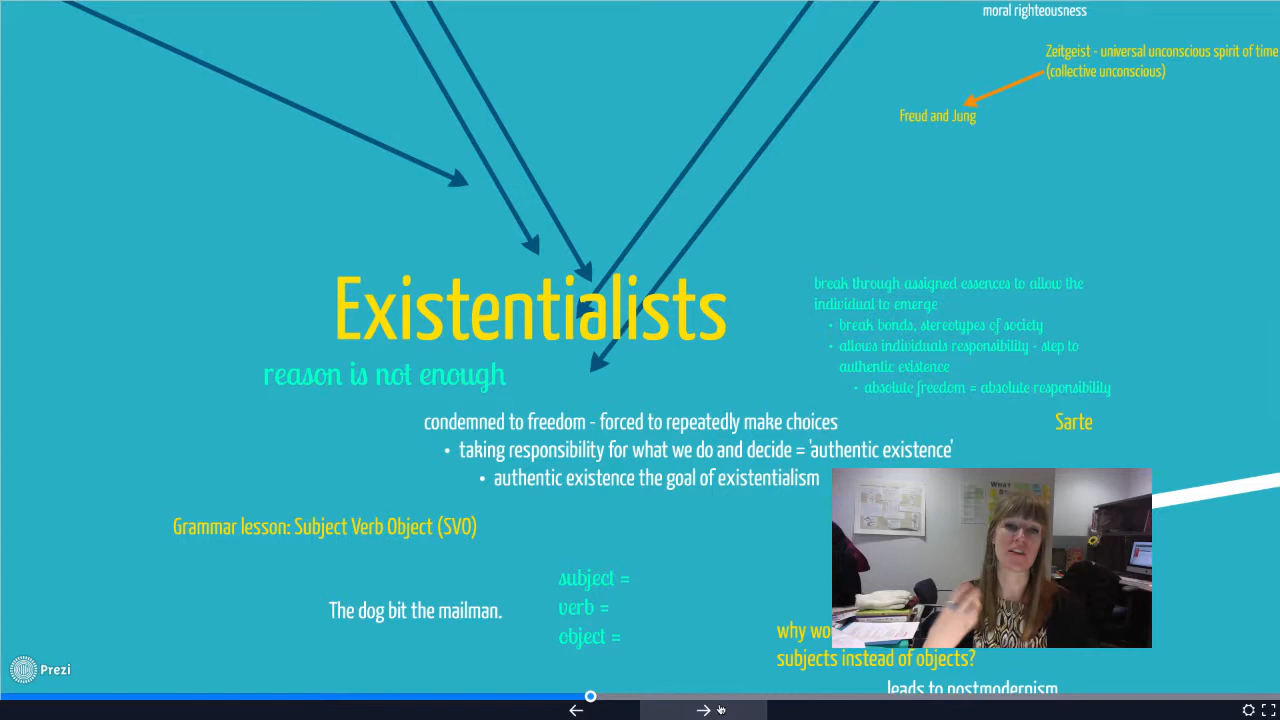 moral righteousness
Zeitgeist - universal unconscious spirit of time
(collective unconscious)
Freud and Jung
Existentialists
reason is not enough
break through assigned essences to allow the
individual to emerge
• break bonds, stereotypes of society
• allows individuals responsibility - step to
authentic existence
• absolute freedom = absolute responsibility
condemned to freedom - forced to repeatedly make choices
• taking responsibility for what we do and decide = 'authentic existence'
• authentic existence the goal of existentialism
Sarte
Grammar lesson: Subject Verb Object (SVO)
The dog bit the mailman.
subject =
verb =
object =
why wo
subjects instead of objects?
leads to postmodernism
Prezi
WHAT